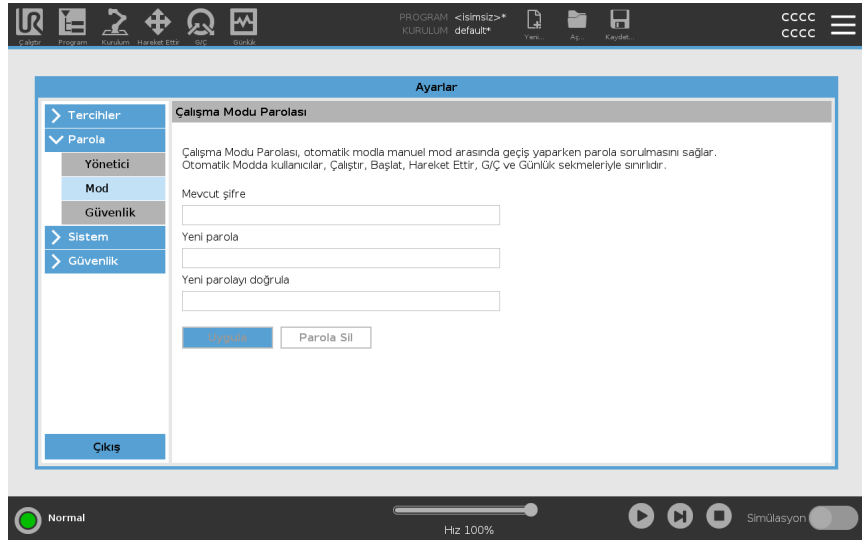 UR
PROGRAM <isimsiz>*
KURULUM default*
CCCC
CCCC
Çalıştır Program Kurulum Hareket Ettir G/Ç Günlük Yeni... Aç... Kaydet...
Ayarlar
Tercihler
Parola
Yönetici
Mod
Güvenlik
Sistem
Güvenlik
Çıkış
Çalışma Modu Parolası
Çalışma Modu Parolası, otomatik modla manuel mod arasında geçiş yaparken parola sorulmasını sağlar.
Otomatik Modda kullanıcılar, Çalıştır, Başlat, Hareket Ettir, G/Ç ve Günlük sekmeleriyle sınırlıdır.
Mevcut şifre
Yeni parola
Yeni parolayı doğrula
Uygula Parola Sil
Normal
Hız 100%
Simülasyon